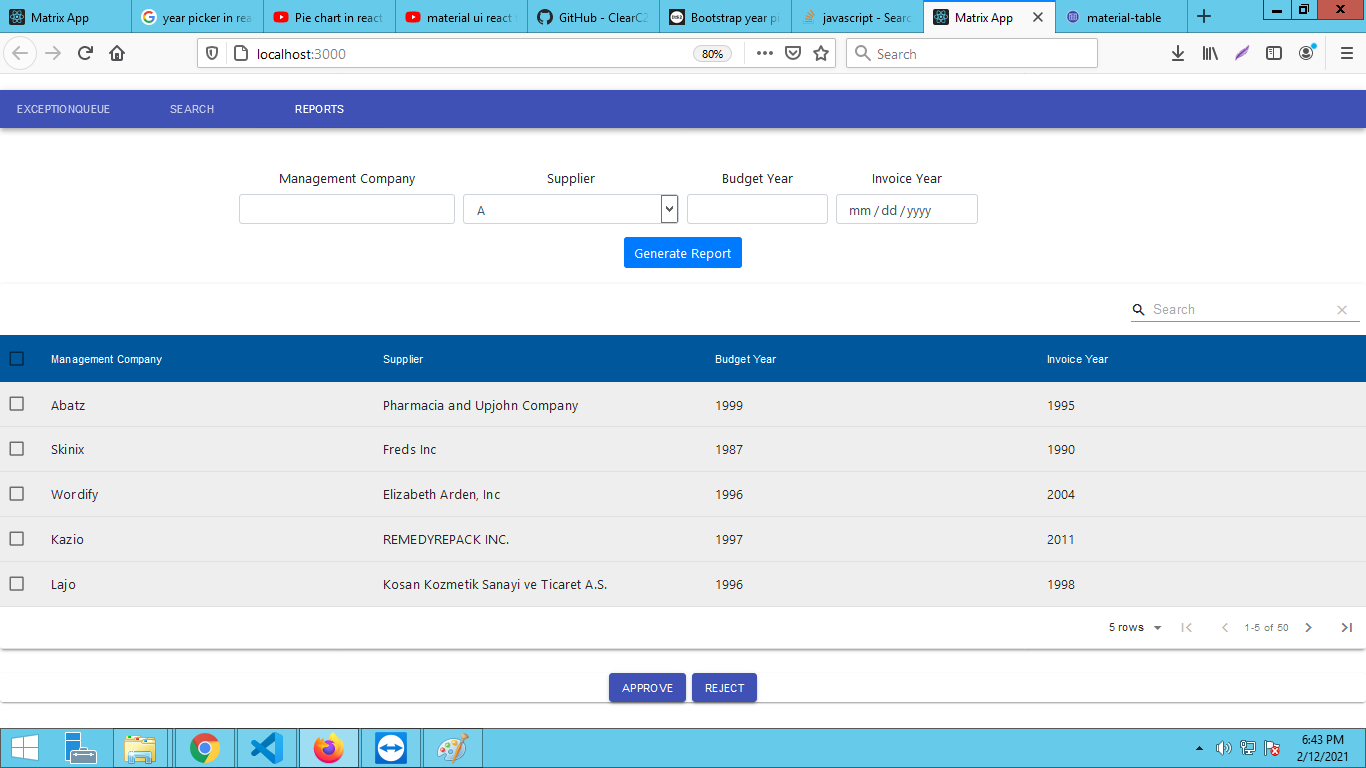 Matrix App
year picker in rea
Pie chart in react
material ui react
GitHub - ClearC2
Bootstrap year pi
javascript - Searc
Matrix App
material-table
localhost:3000
80%
Search
EXCEPTIONQUEUE SEARCH REPORTS
Management Company Supplier Budget Year Invoice Year
A mm / dd / yyyy
Generate Report
Search
Management Company Supplier Budget Year Invoice Year
Abatz Pharmacia and Upjohn Company 1999 1995
Skinix Freds Inc 1987 1990
Wordify Elizabeth Arden, Inc 1996 2004
Kazio REMEDYREPACK INC. 1997 2011
Lajo Kosan Kozmetik Sanayi ve Ticaret A.S. 1996 1998
5 rows 1-5 of 50
APPROVE REJECT
6:43 PM
2/12/2021